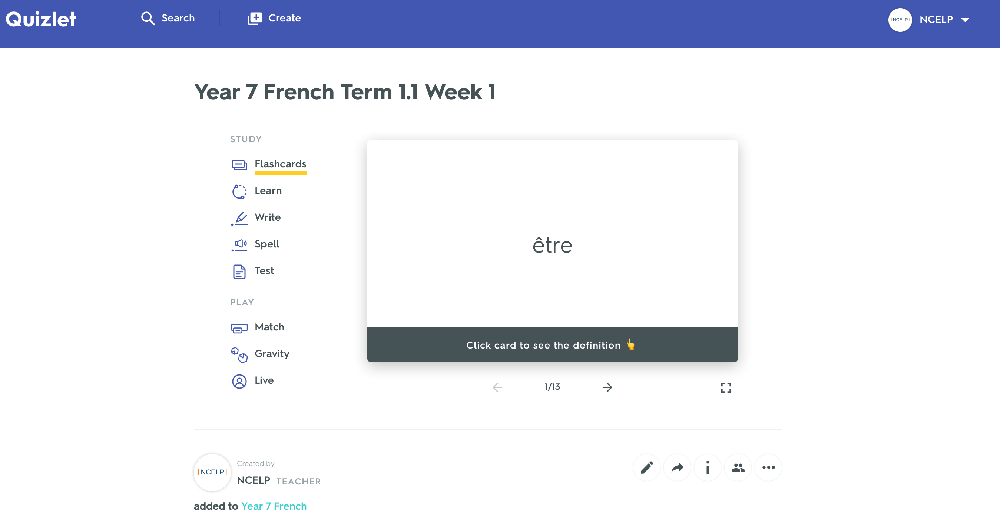 Quizlet
Search
Create
NCELP
NCELP
Year 7 French Term 1.1 Week 1
STUDY
Flashcards
Learn
Write
Spell
Test
PLAY
Match
Gravity
Live
être
Click card to see the definition 👆
1/13
NCELP
Created by
NCELP TEACHER
added to Year 7 French